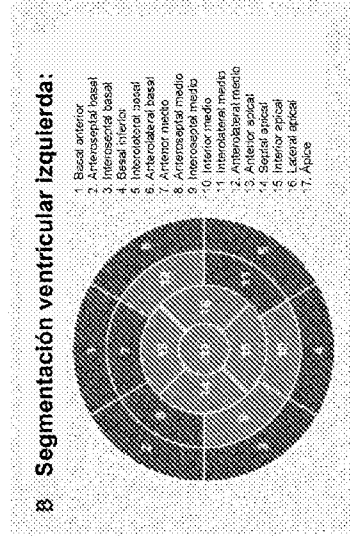 B Segmentación ventricular izquierda:
1. Basal anterior
2. Anteroseptal basal
3. Inferoseptal basal
4. Basal inferior
5. Inferolateral basal
6. Anterolateral basal
7. Anterior medio
8. Anteroseptal medio
9. Inferoseptal medio
10. Inferior medio
11. Inferolateral medio
12. Anterolateral medio
13. Anterior apical
14. Septal apical
15. Inferior apical
16. Lateral apical
17. Ápice